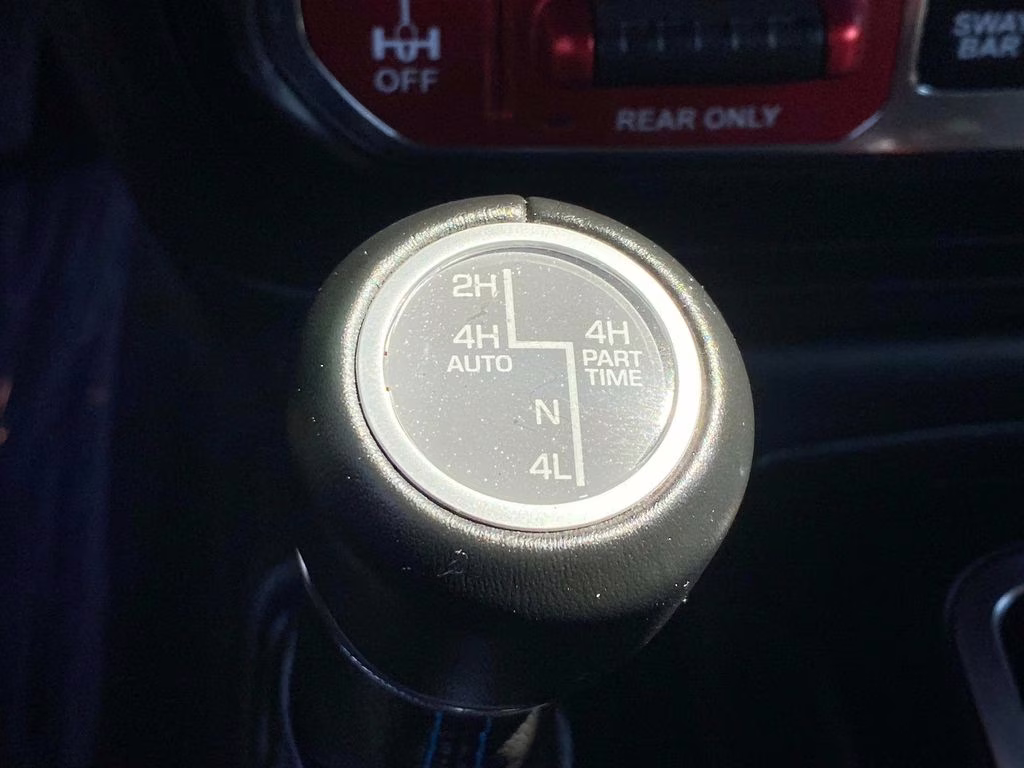 OFF
REAR ONLY
SWAY
BAR
2H
4H
AUTO
4H
PART
TIME
N
4L